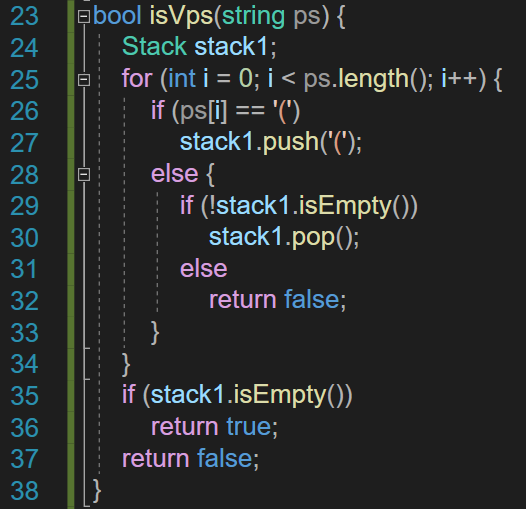 23 bool isVps(string ps) {
24 Stack stack1;
25 for (int i = 0; i < ps.length(); i++) {
26 if (ps[i] == '(')
27 stack1.push('(');
28 else {
29 if (!stack1.isEmpty())
30 stack1.pop();
31 else
32 return false;
33 }
34 }
35 if (stack1.isEmpty())
36 return true;
37 return false;
38 }